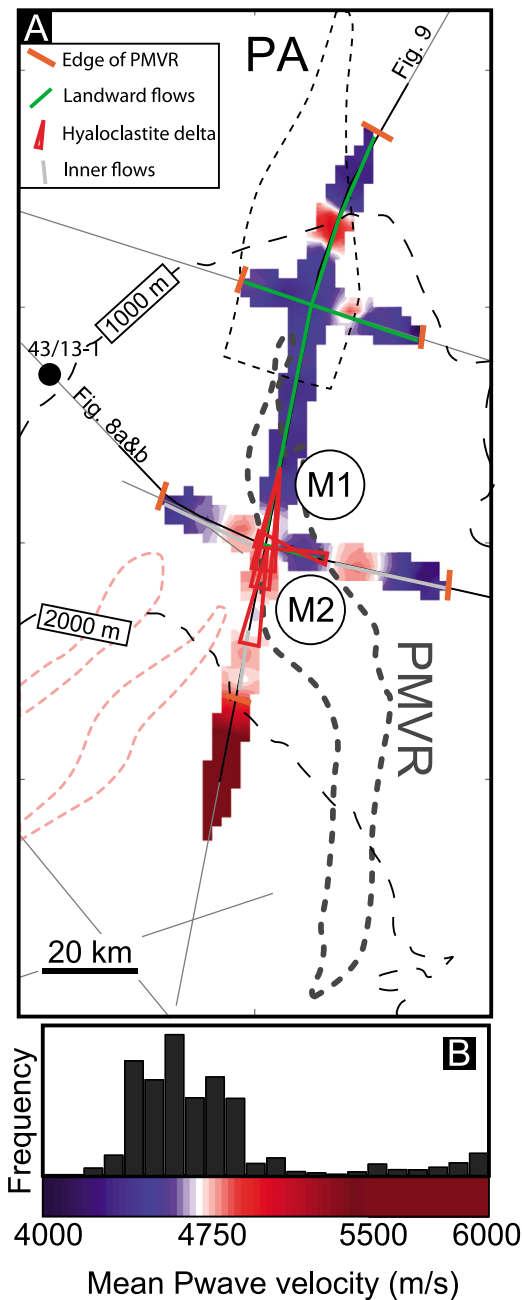 A
PA
Fig. 9
Edge of PMVR
Landward flows
Hyaloclastite delta
Inner flows
1000 m
43/13-1
Fig. 8a&b
M1
M2
2000 m
PMVR
20 km
B
Frequency
4000
4750
5500
6000
Mean Pwave velocity (m/s)